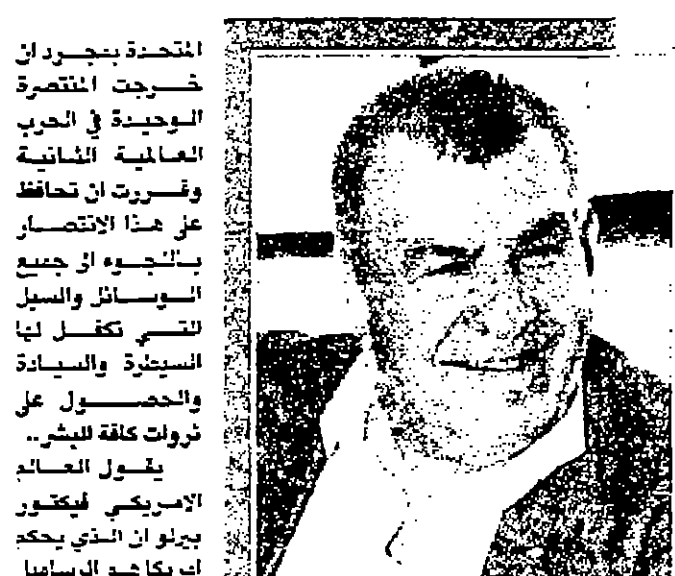 المتحدة بمجرد ان
خرجت المنتصرة
الوحيدة في الحرب
العالمية الثانية
وقررت ان تحافظ
على هذا الانتصار
باللجوء الى جميع
الوسائل والسبل
التي تكفل لها
السيطرة والسيادة
والحصول على
ثروات كافة البشر..
يقول العالم
الامريكي فيكتور
بيرلو ان الذي يحكم